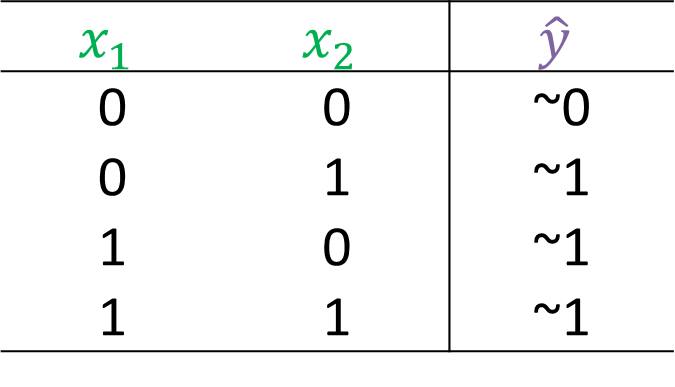 x₁ x₂ ŷ
0 0 ~0
0 1 ~1
1 0 ~1
1 1 ~1